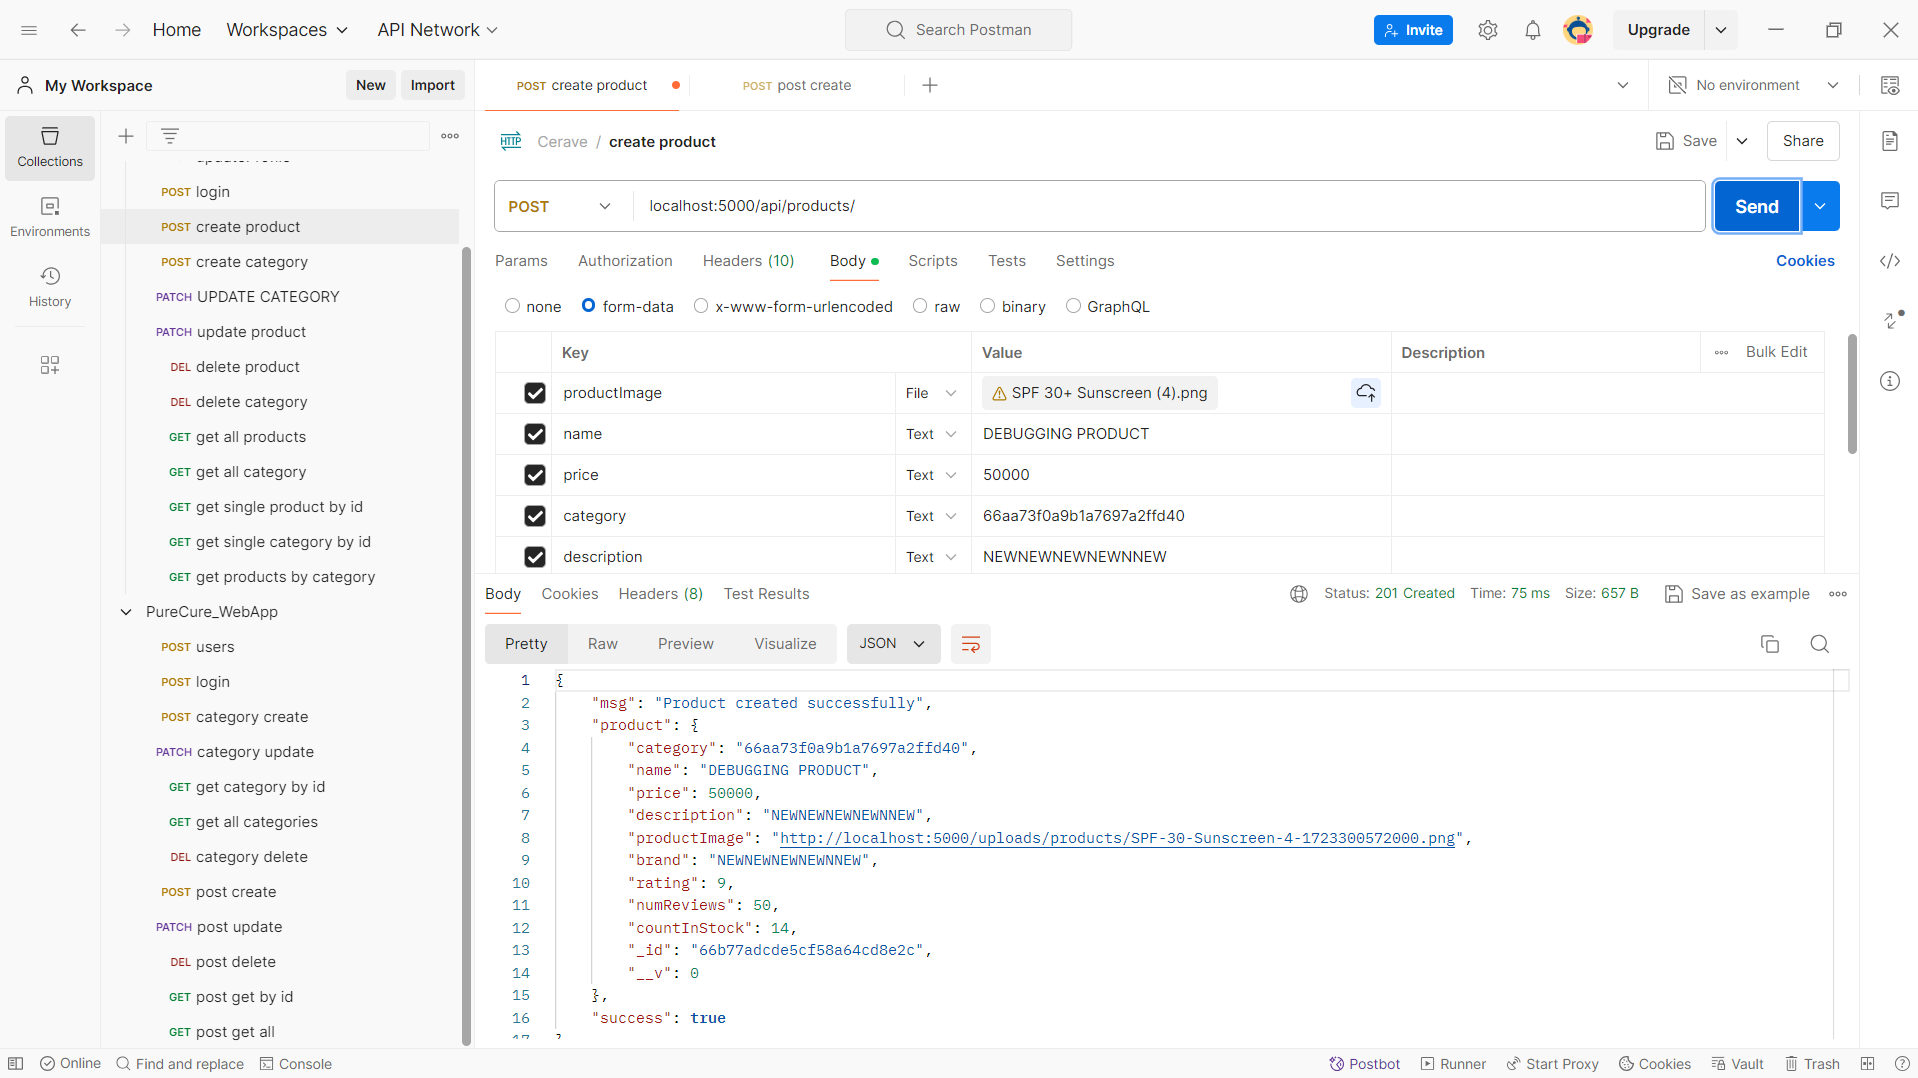 Home Workspaces API Network Search Postman Invite Upgrade
My Workspace New Import POST create product POST post create No environment
Collections
Environments
History
POST login
POST create product
POST create category
PATCH UPDATE CATEGORY
PATCH update product
DEL delete product
DEL delete category
GET get all products
GET get all category
GET get single product by id
GET get single category by id
GET get products by category
PureCure_WebApp
POST users
POST login
POST category create
PATCH category update
GET get category by id
GET get all categories
DEL category delete
POST post create
PATCH post update
DEL post delete
GET post get by id
GET post get all
HTTP Cerave / create product Save Share
POST localhost:5000/api/products/ Send
Params Authorization Headers (10) Body Scripts Tests Settings Cookies
none form-data x-www-form-urlencoded raw binary GraphQL
Key Value Description Bulk Edit
productImage File SPF 30+ Sunscreen (4).png
name Text DEBUGGING PRODUCT
price Text 50000
category Text 66aa73f0a9b1a7697a2ffd40
description Text NEWNEWNEWNEWNNEW
Body Cookies Headers (8) Test Results Status: 201 Created Time: 75 ms Size: 657 B Save as example
Pretty Raw Preview Visualize JSON
1 {
2 "msg": "Product created successfully",
3 "product": {
4 "category": "66aa73f0a9b1a7697a2ffd40",
5 "name": "DEBUGGING PRODUCT",
6 "price": 50000,
7 "description": "NEWNEWNEWNEWNNEW",
8 "productImage": "http://localhost:5000/uploads/products/SPF-30-Sunscreen-4-1723300572000.png",
9 "brand": "NEWNEWNEWNEWNNEW",
10 "rating": 9,
11 "numReviews": 50,
12 "countInStock": 14,
13 "_id": "66b77adcde5cf58a64cd8e2c",
14 "__v": 0
15 },
16 "success": true
17 }
Online Find and replace Console Postbot Runner Start Proxy Cookies Vault Trash